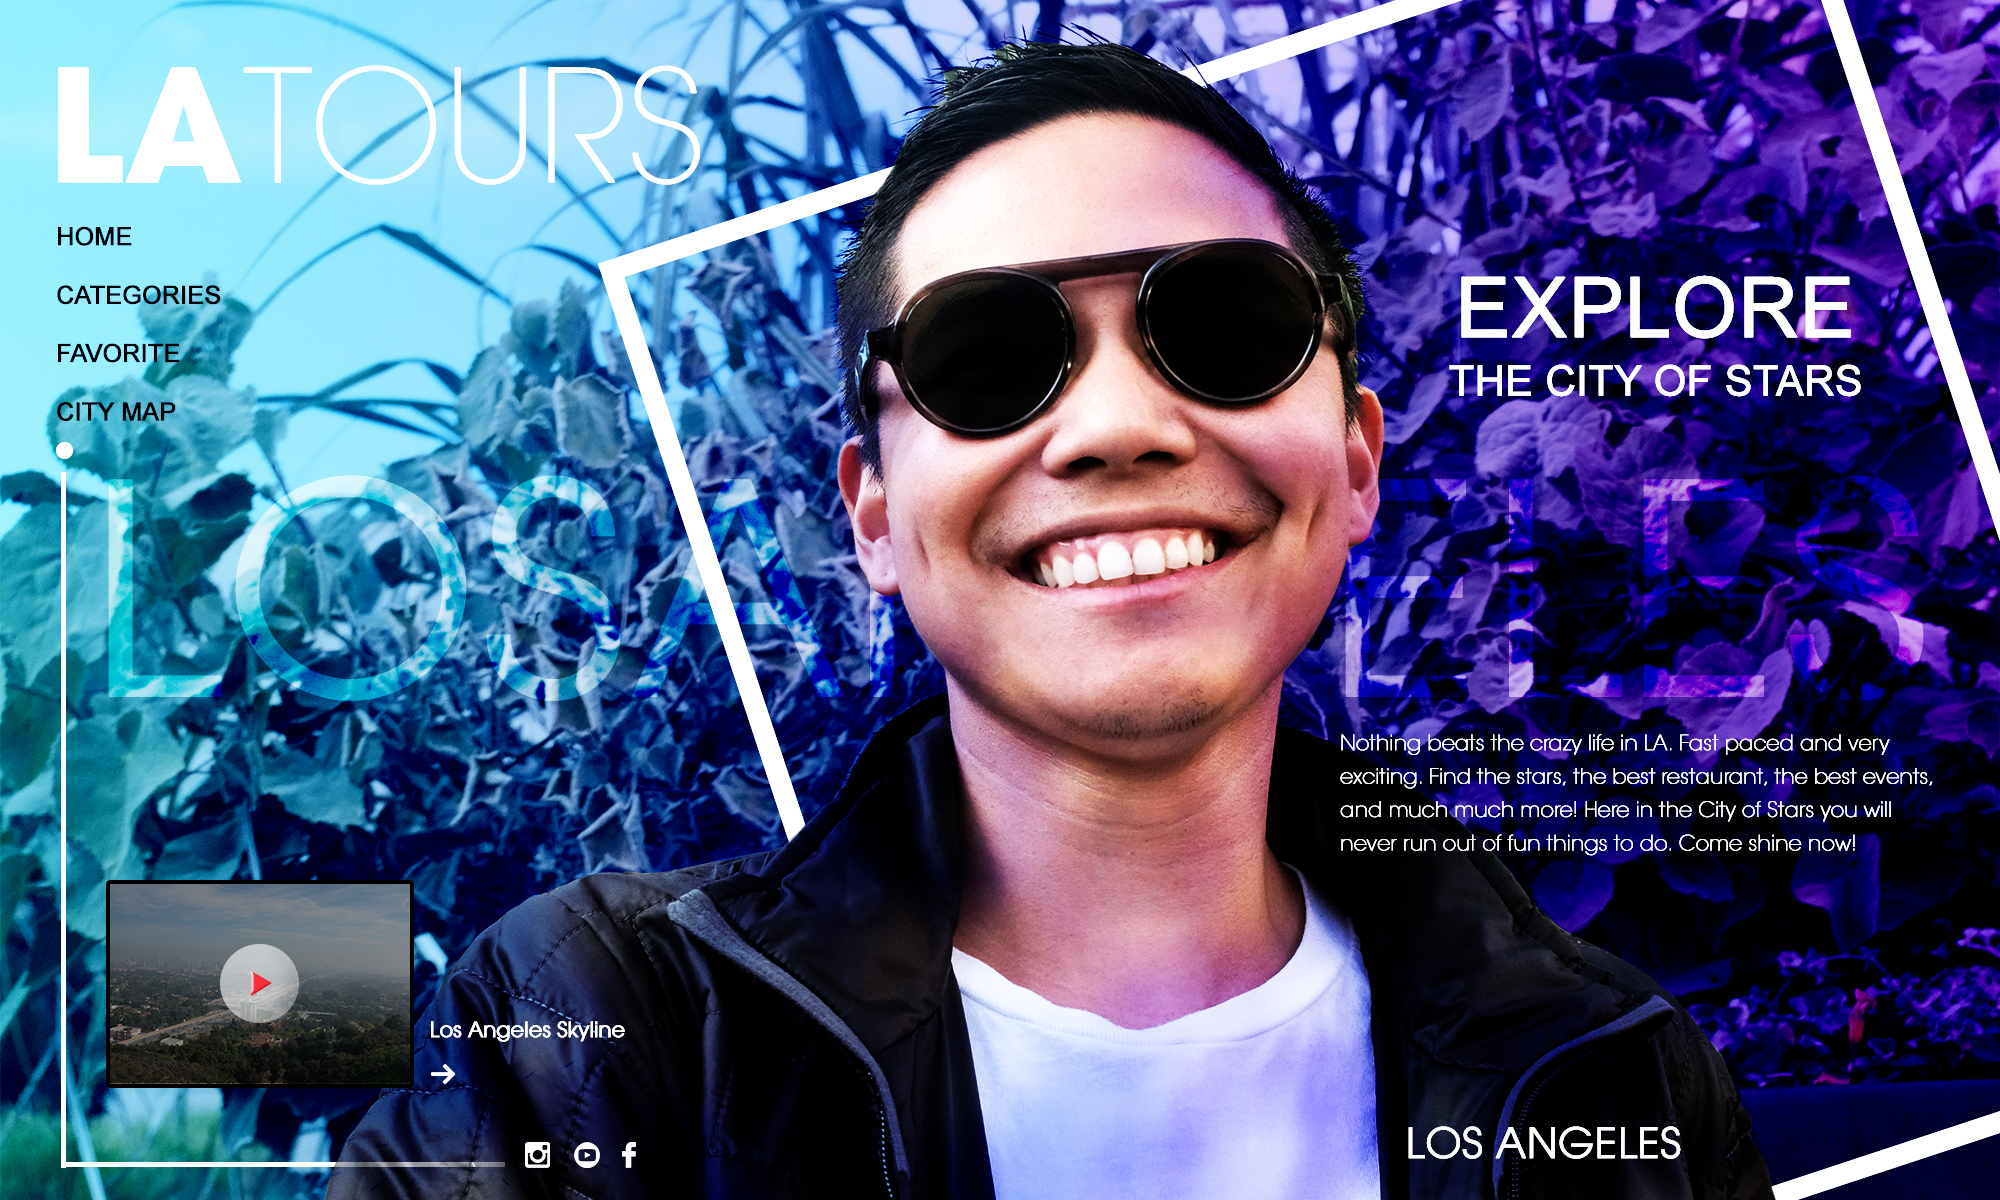 LATOURS
HOME
CATEGORIES
FAVORITE
CITY MAP
EXPLORE
THE CITY OF STARS
LOS ANGELES
Nothing beats the crazy life in LA. Fast paced and very
exciting. Find the stars, the best restaurant, the best events,
and much much more! Here in the City of Stars you will
never run out of fun things to do. Come shine now!
Los Angeles Skyline
LOS ANGELES